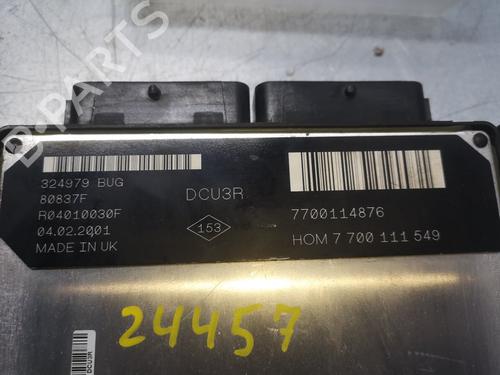 B-PARTS
324979 BUG
80837F
R04010030F
04.02.2001
MADE IN UK
DCU3R
153
7700114876
HOM 7 700 111 549
24457
DCU3R